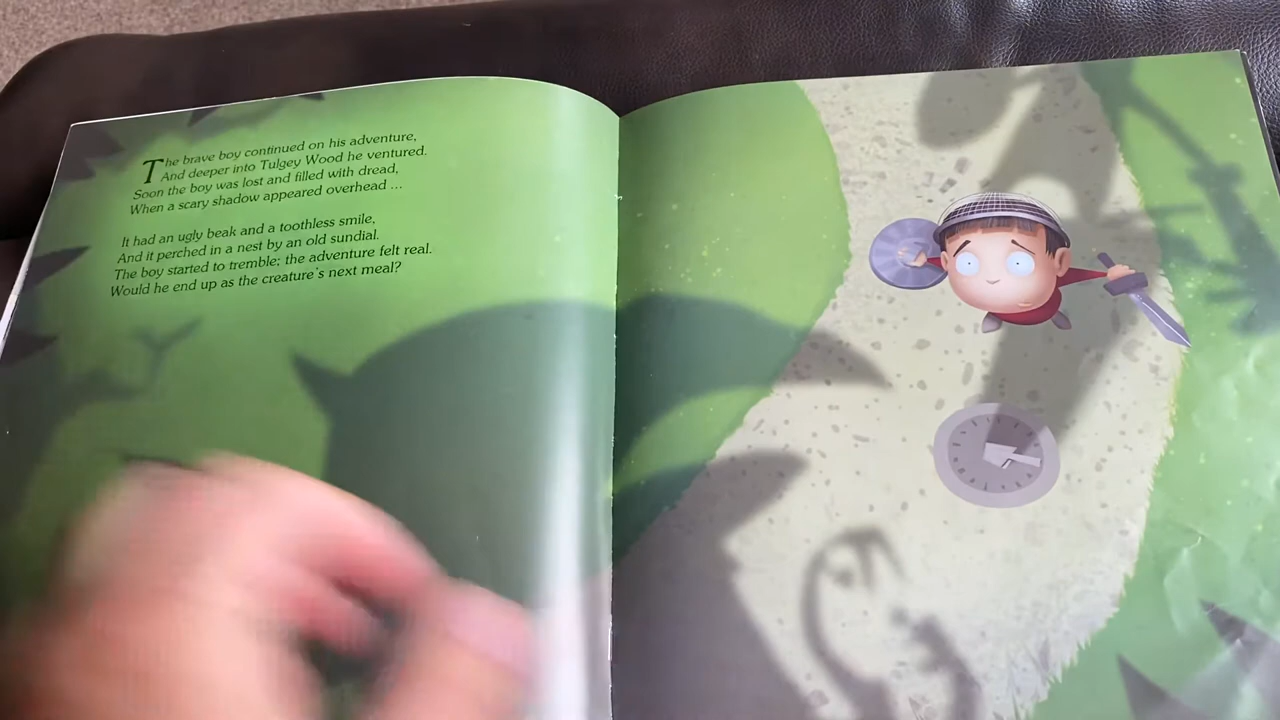 The brave boy continued on his adventure,
And deeper into Tulgey Wood he ventured.
Soon the boy was lost and filled with dread,
When a scary shadow appeared overhead ...
It had an ugly beak and a toothless smile,
And it perched in a nest by an old sundial.
The boy started to tremble: the adventure felt real.
Would he end up as the creature's next meal?